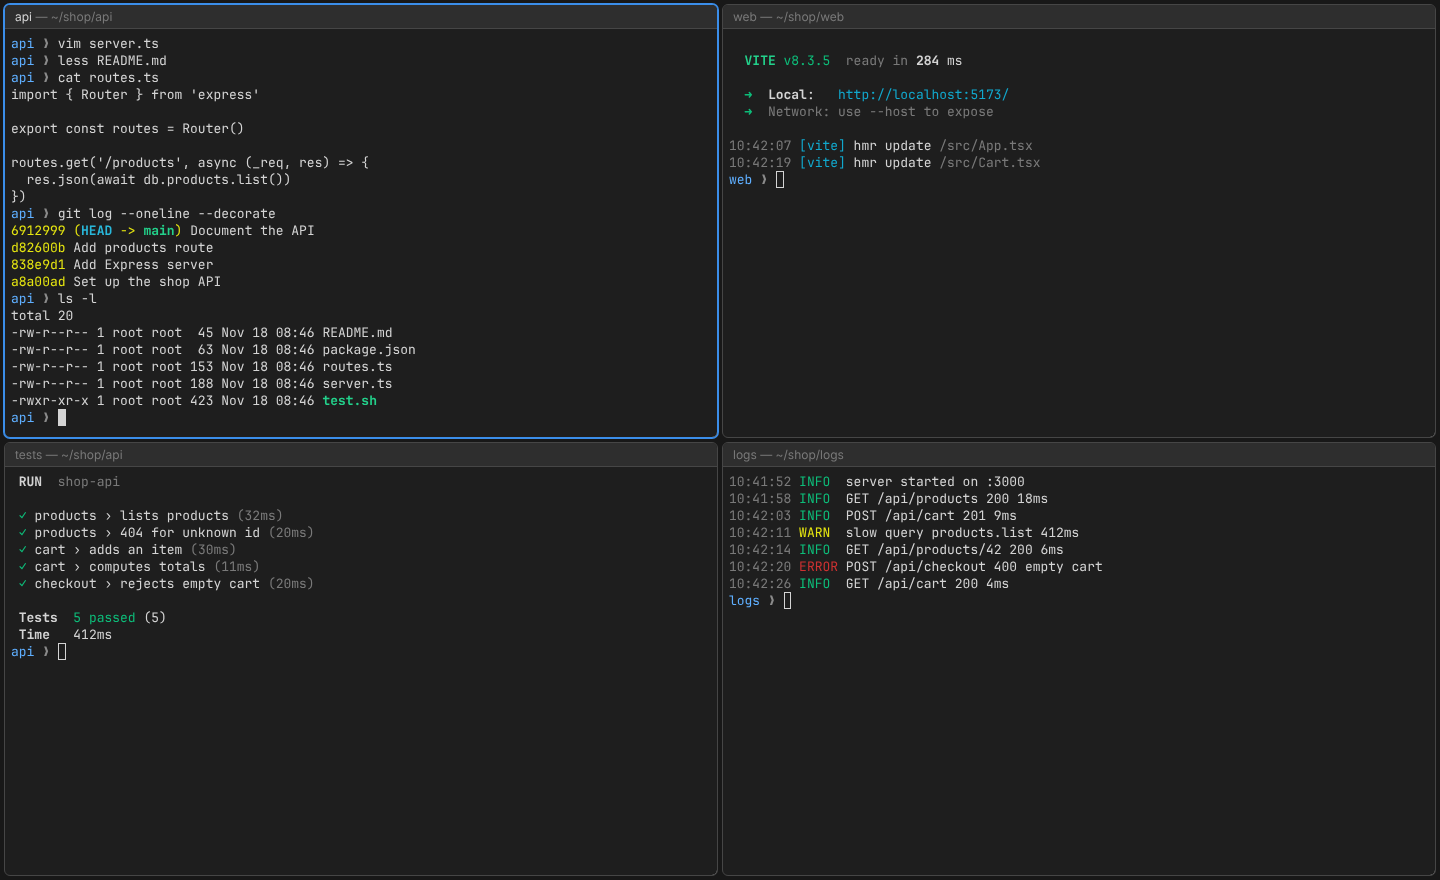 api — ~/shop/api
api ❯ vim server.ts
api ❯ less README.md
api ❯ cat routes.ts
import { Router } from 'express'

export const routes = Router()

routes.get('/products', async (_req, res) => {
  res.json(await db.products.list())
})
api ❯ git log --oneline --decorate
6912999 (HEAD -> main) Document the API
d82600b Add products route
838e9d1 Add Express server
a8a00ad Set up the shop API
api ❯ ls -l
total 20
-rw-r--r-- 1 root root  45 Nov 18 08:46 README.md
-rw-r--r-- 1 root root  63 Nov 18 08:46 package.json
-rw-r--r-- 1 root root 153 Nov 18 08:46 routes.ts
-rw-r--r-- 1 root root 188 Nov 18 08:46 server.ts
-rwxr-xr-x 1 root root 423 Nov 18 08:46 test.sh
api ❯
web — ~/shop/web
VITE v8.3.5  ready in 284 ms
➜  Local:   http://localhost:5173/
➜  Network: use --host to expose
10:42:07 [vite] hmr update /src/App.tsx
10:42:19 [vite] hmr update /src/Cart.tsx
web ❯
tests — ~/shop/api
RUN  shop-api
✓ products › lists products (32ms)
✓ products › 404 for unknown id (20ms)
✓ cart › adds an item (30ms)
✓ cart › computes totals (11ms)
✓ checkout › rejects empty cart (20ms)
Tests  5 passed (5)
Time   412ms
api ❯
logs — ~/shop/logs
10:41:52 INFO  server started on :3000
10:41:58 INFO  GET /api/products 200 18ms
10:42:03 INFO  POST /api/cart 201 9ms
10:42:11 WARN  slow query products.list 412ms
10:42:14 INFO  GET /api/products/42 200 6ms
10:42:20 ERROR POST /api/checkout 400 empty cart
10:42:26 INFO  GET /api/cart 200 4ms
logs ❯